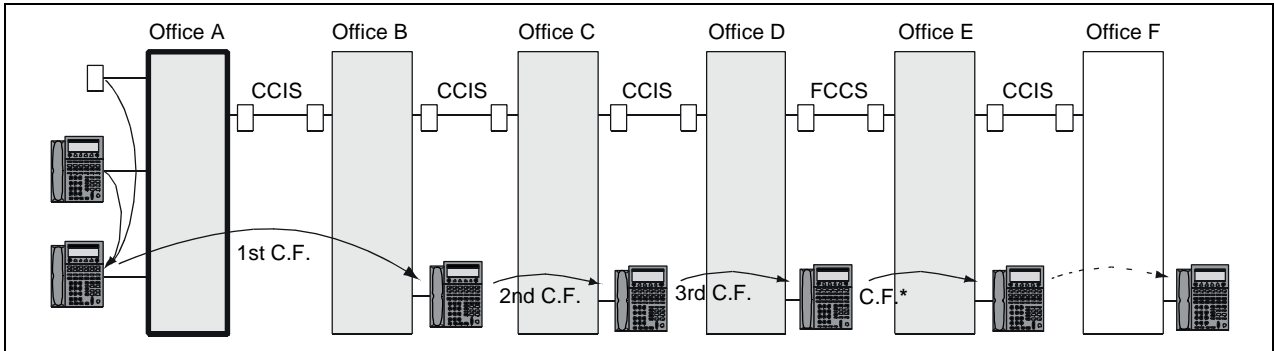 Office A Office B Office C Office D Office E Office F
CCIS CCIS CCIS FCCS CCIS
1st C.F.
2nd C.F. 3rd C.F. C.F.*